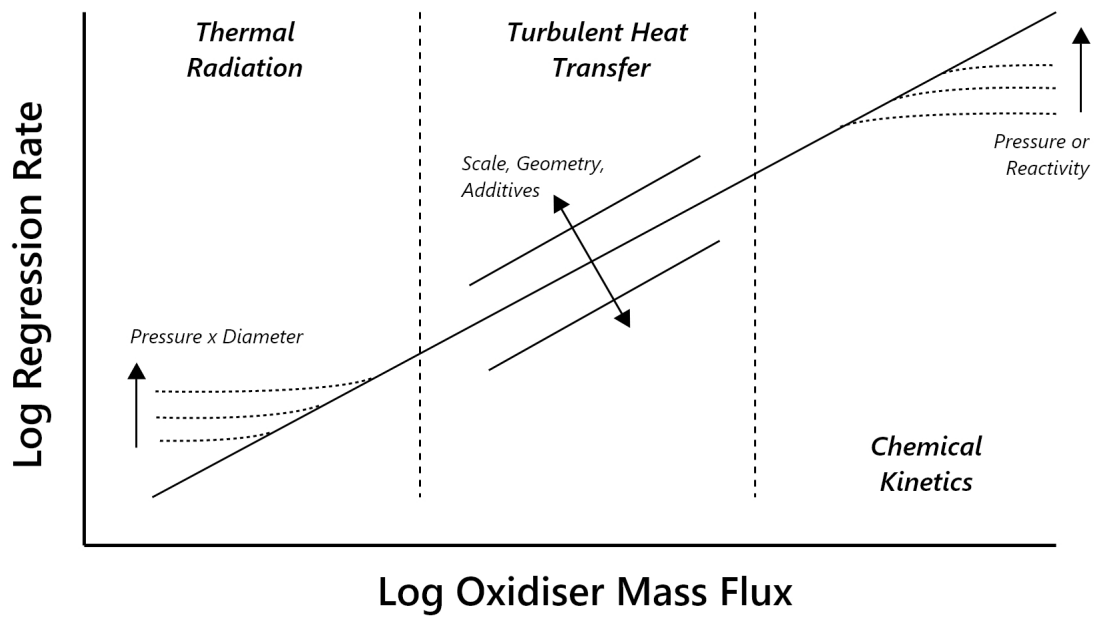 Thermal
Radiation
Turbulent Heat
Transfer
Pressure or
Reactivity
Scale, Geometry,
Additives
Pressure x Diameter
Chemical
Kinetics
Log Regression Rate
Log Oxidiser Mass Flux